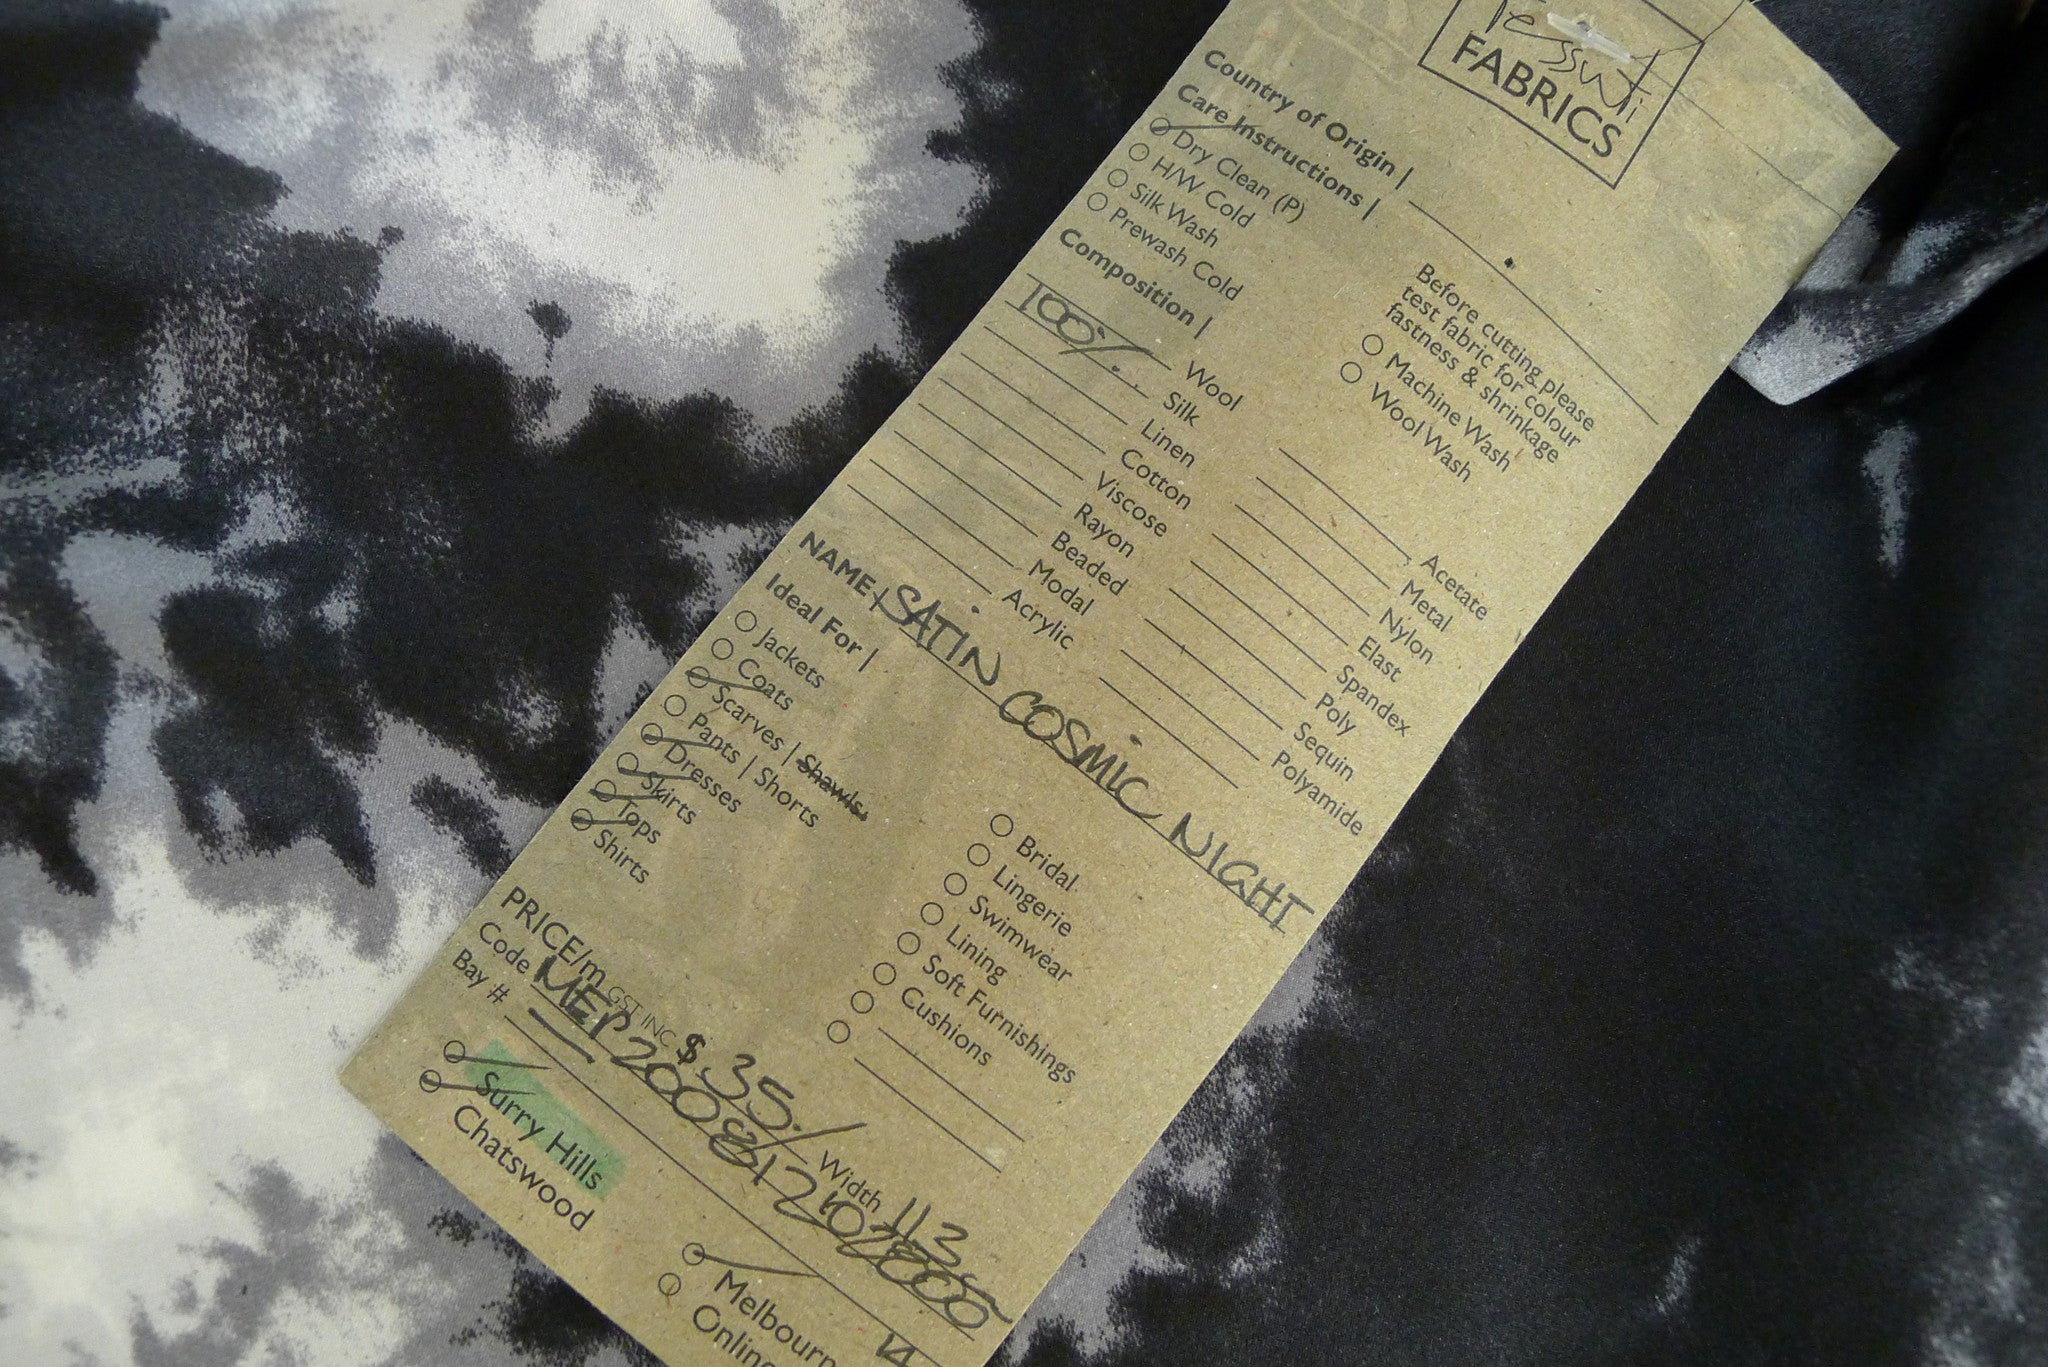 Tessuti
FABRICS
Country of Origin |
Care Instructions |
Dry Clean (P)
H/W Cold
Silk Wash
Prewash Cold
Before cutting please
test fabric for colour
fastness & shrinkage
Machine Wash
Wool Wash
Composition |
Wool
100% Silk
Linen
Cotton
Viscose
Rayon
Beaded
Modal
Acrylic
Acetate
Metal
Nylon
Elast
Spandex
Poly
Sequin
Polyamide
NAME | SATIN COSMIC NIGHT
Ideal For |
Jackets
Coats
Scarves | Shawls
Pants | Shorts
Dresses
Skirts
Tops
Shirts
Bridal
Lingerie
Swimwear
Lining
Soft Furnishings
Cushions
PRICE/m GST INC $ 35. Width 113
Code
Bay #
Surry Hills
Chatswood
Melbourn
Online